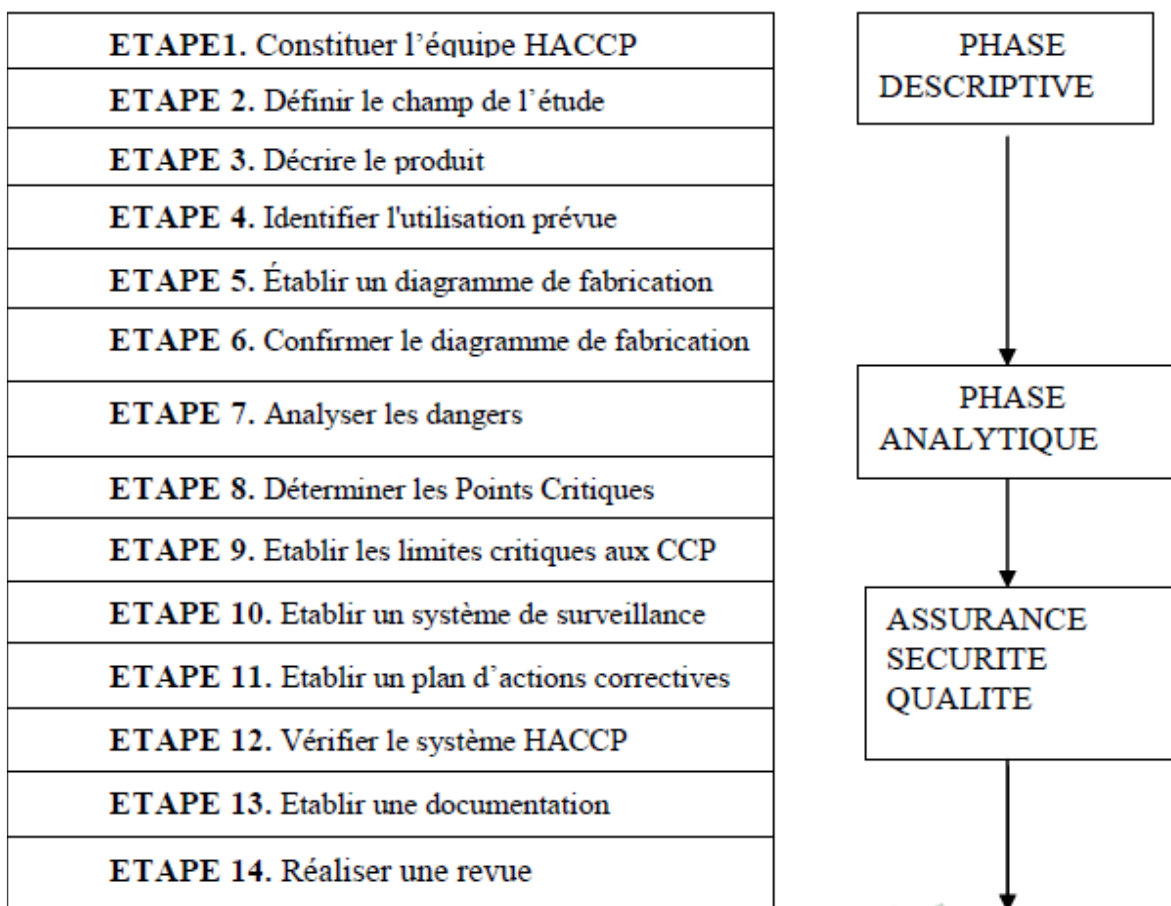 ETAPE1. Constituer l’équipe HACCP
ETAPE 2. Définir le champ de l’étude
ETAPE 3. Décrire le produit
ETAPE 4. Identifier l'utilisation prévue
ETAPE 5. Établir un diagramme de fabrication
ETAPE 6. Confirmer le diagramme de fabrication
ETAPE 7. Analyser les dangers
ETAPE 8. Déterminer les Points Critiques
ETAPE 9. Etablir les limites critiques aux CCP
ETAPE 10. Etablir un système de surveillance
ETAPE 11. Etablir un plan d’actions correctives
ETAPE 12. Vérifier le système HACCP
ETAPE 13. Etablir une documentation
ETAPE 14. Réaliser une revue
PHASE
DESCRIPTIVE
PHASE
ANALYTIQUE
ASSURANCE
SECURITE
QUALITE